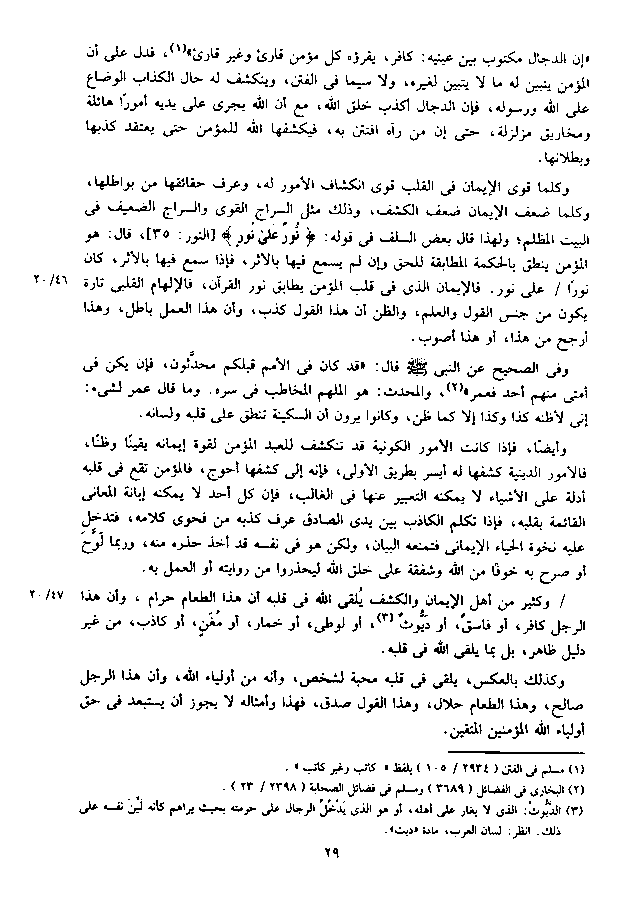 «إن الدجال مكتوب بين عينيه: كافر، يقرؤه كل مؤمن قارئ وغير قارئ»(١)، فدل على أن
المؤمن يتبين له ما لا يتبين لغيره، ولا سيما فى الفتن، وينكشف له حال الكذاب الوضاع
على الله ورسوله، فإن الدجال أكذب خلق الله، مع أن الله يجرى على يديه أمورًا هائلة
ومخاريق مزلزلة، حتى إن من رآه افتتن به، فيكشفها الله للمؤمن حتى يعتقد كذبها
وبطلانها.
وكلما قوى الإيمان فى القلب قوى انكشاف الأمور له، وعرف حقائقها من بواطلها،
وكلما ضعف الإيمان ضعف الكشف، وذلك مثل السراج القوى والسراج الضعيف فى
البيت المظلم؛ ولهذا قال بعض السلف فى قوله: ﴿ نُّورٌ عَلَىٰ نُورٍ ﴾ [النور: ٣٥]، قال: هو
المؤمن ينطق بالحكمة المطابقة للحق وإن لم يسمع فيها بالأثر، فإذا سمع فيها بالأثر، كان
نورًا / على نور. فالإيمان الذى فى قلب المؤمن يطابق نور القرآن، فالإلهام القلبى تارة ٢٠/٤٦
يكون من جنس القول والعلم، والظن أن هذا القول كذب، وأن هذا العمل باطل، وهذا
أرجح من هذا، أو هذا أصوب.
وفى الصحيح عن النبى ﷺ قال: «قد كان فى الأمم قبلكم محدَّثون، فإن يكن فى
أمتى منهم أحد فعمر»(٢)، والمحدث: هو الملهم المخاطب فى سره. وما قال عمر لشىء:
إنى لأظنه كذا وكذا إلا كما ظن، وكانوا يرون أن السكينة تنطق على قلبه ولسانه.
وأيضًا، فإذا كانت الأمور الكونية قد تنكشف للعبد المؤمن لقوة إيمانه يقينًا وظنًا،
فالأمور الدينية كشفها له أيسر بطريق الأولى، فإنه إلى كشفها أحوج، فالمؤمن تقع فى قلبه
أدلة على الأشياء لا يمكنه التعبير عنها فى الغالب، فإن كل أحد لا يمكنه إبانة المعانى
القائمة بقلبه، فإذا تكلم الكاذب بين يدى الصادق عرف كذبه من فحوى كلامه، فتدخل
عليه نخوة الحياء الإيمانى فتمنعه البيان، ولكن هو فى نفسه قد أخذ حذره منه، وربما لَوَّحَ
أو صرح به خوفًا من الله وشفقة على خلق الله ليحذروا من روايته أو العمل به.
/ وكثير من أهل الإيمان والكشف يُلقى الله فى قلبه أن هذا الطعام حرام ، وأن هذا ٢٠/٤٧
الرجل كافر، أو فاسقٌ، أو دَيُّوثٌ(٣)، أو لوطى، أو خمار، أو مُغَنٍ، أو كاذب، من غير
دليل ظاهر، بل بما يلقى الله فى قلبه.
وكذلك بالعكس، يلقى فى قلبه محبة لشخص، وأنه من أولياء الله، وأن هذا الرجل
صالح، وهذا الطعام حلال، وهذا القول صدق، فهذا وأمثاله لا يجوز أن يستبعد فى حق
أولياء الله المؤمنين المتقين.
(١) مسلم فى الفتن ( ٢٩٣٤ / ١٠٥ ) بلفظ « كاتب وغير كاتب » .
(٢) البخارى فى الفضائل ( ٣٦٨٩ ) ومسلم فى فضائل الصحابة ( ٢٣٩٨ / ٢٣ ) .
(٣) الدَّيُّوثُ: الذى لا يغار على أهله، أو هو الذى يَدْخُلُ الرجال على حرمته بحيث يراهم كأنه لَيَّنَ نفسه على
ذلك. انظر: لسان العرب، مادة «ديث».
٢٩